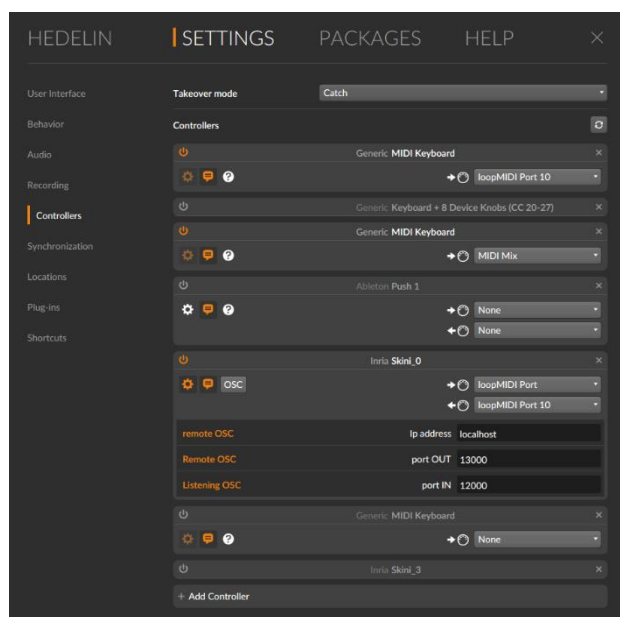 HEDELIN SETTINGS PACKAGES HELP
User Interface
Behavior
Audio
Recording
Controllers
Synchronization
Locations
Plug-ins
Shortcuts
Takeover mode Catch
Controllers
Generic MIDI Keyboard
? loopMIDI Port 10
Generic Keyboard + 8 Device Knobs (CC 20-27)
Generic MIDI Keyboard
? MIDI Mix
Ableton Push 1
? None
None
Inria Skini_0
OSC loopMIDI Port
loopMIDI Port 10
remote OSC Ip address localhost
Remote OSC port OUT 13000
Listening OSC port IN 12000
Generic MIDI Keyboard
? None
Inria Skini_3
+ Add Controller